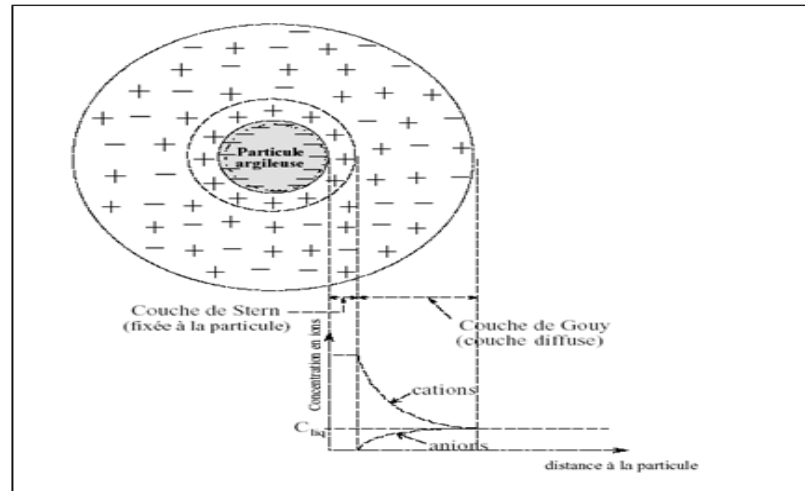 Particule
argileuse
Couche de Stern
(fixée à la particule)
Couche de Gouy
(couche diffuse)
Concentration en ions
cations
C liq
anions
distance à la particule